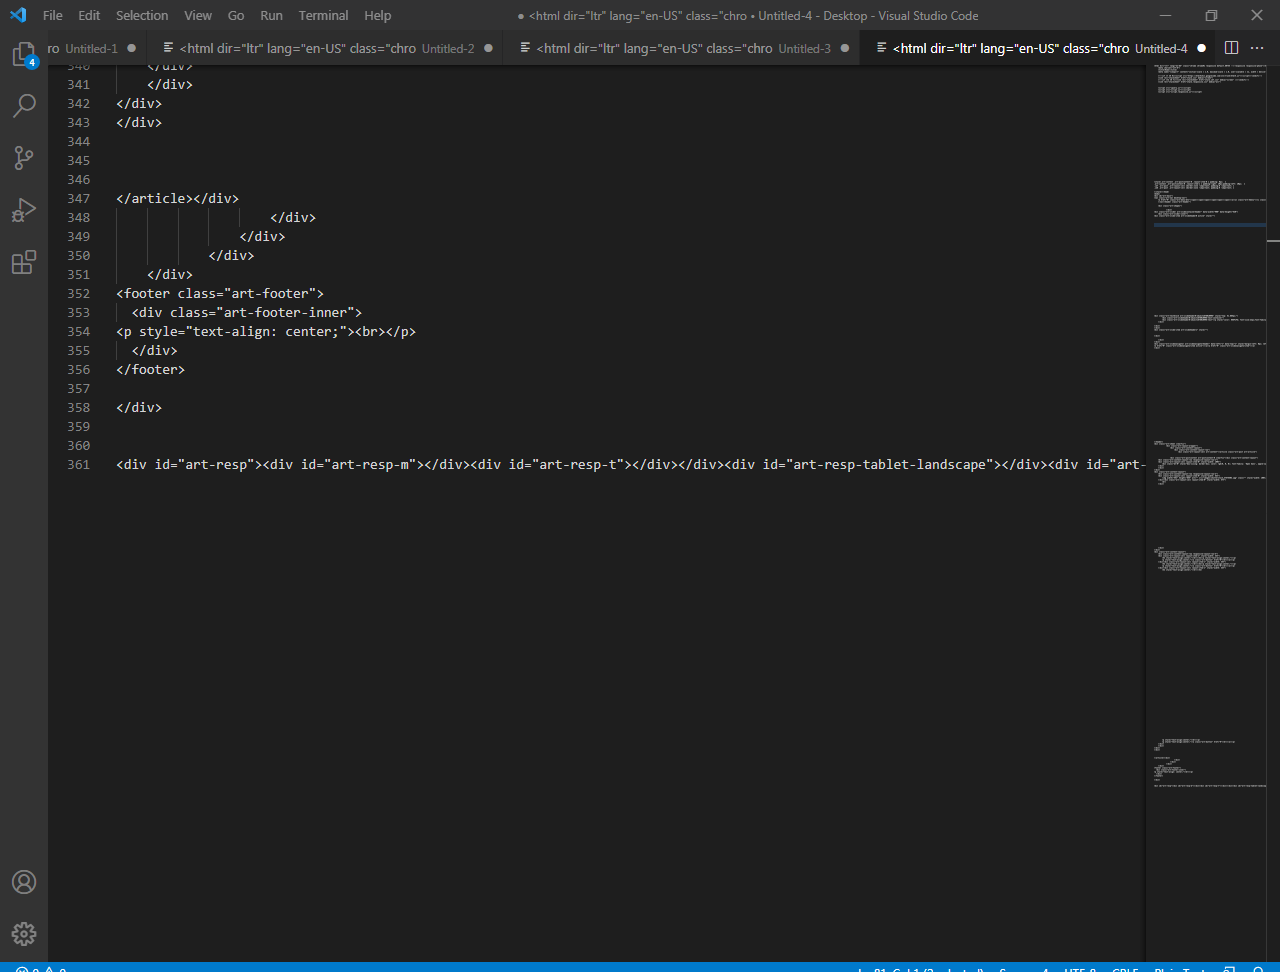 File Edit Selection View Go Run Terminal Help ● <html dir="ltr" lang="en-US" class="chro • Untitled-4 - Desktop - Visual Studio Code
ro Untitled-1 ● <html dir="ltr" lang="en-US" class="chro Untitled-2 ● <html dir="ltr" lang="en-US" class="chro Untitled-3 ● <html dir="ltr" lang="en-US" class="chro Untitled-4 ●
4
340 </div>
341 </div>
342 </div>
343 </div>
344
345
346
347 </article></div>
348 </div>
349 </div>
350 </div>
351 </div>
352 <footer class="art-footer">
353 <div class="art-footer-inner">
354 <p style="text-align: center;"><br></p>
355 </div>
356 </footer>
357
358 </div>
359
360
361 <div id="art-resp"><div id="art-resp-m"></div><div id="art-resp-t"></div></div><div id="art-resp-tablet-landscape"></div><div id="art-